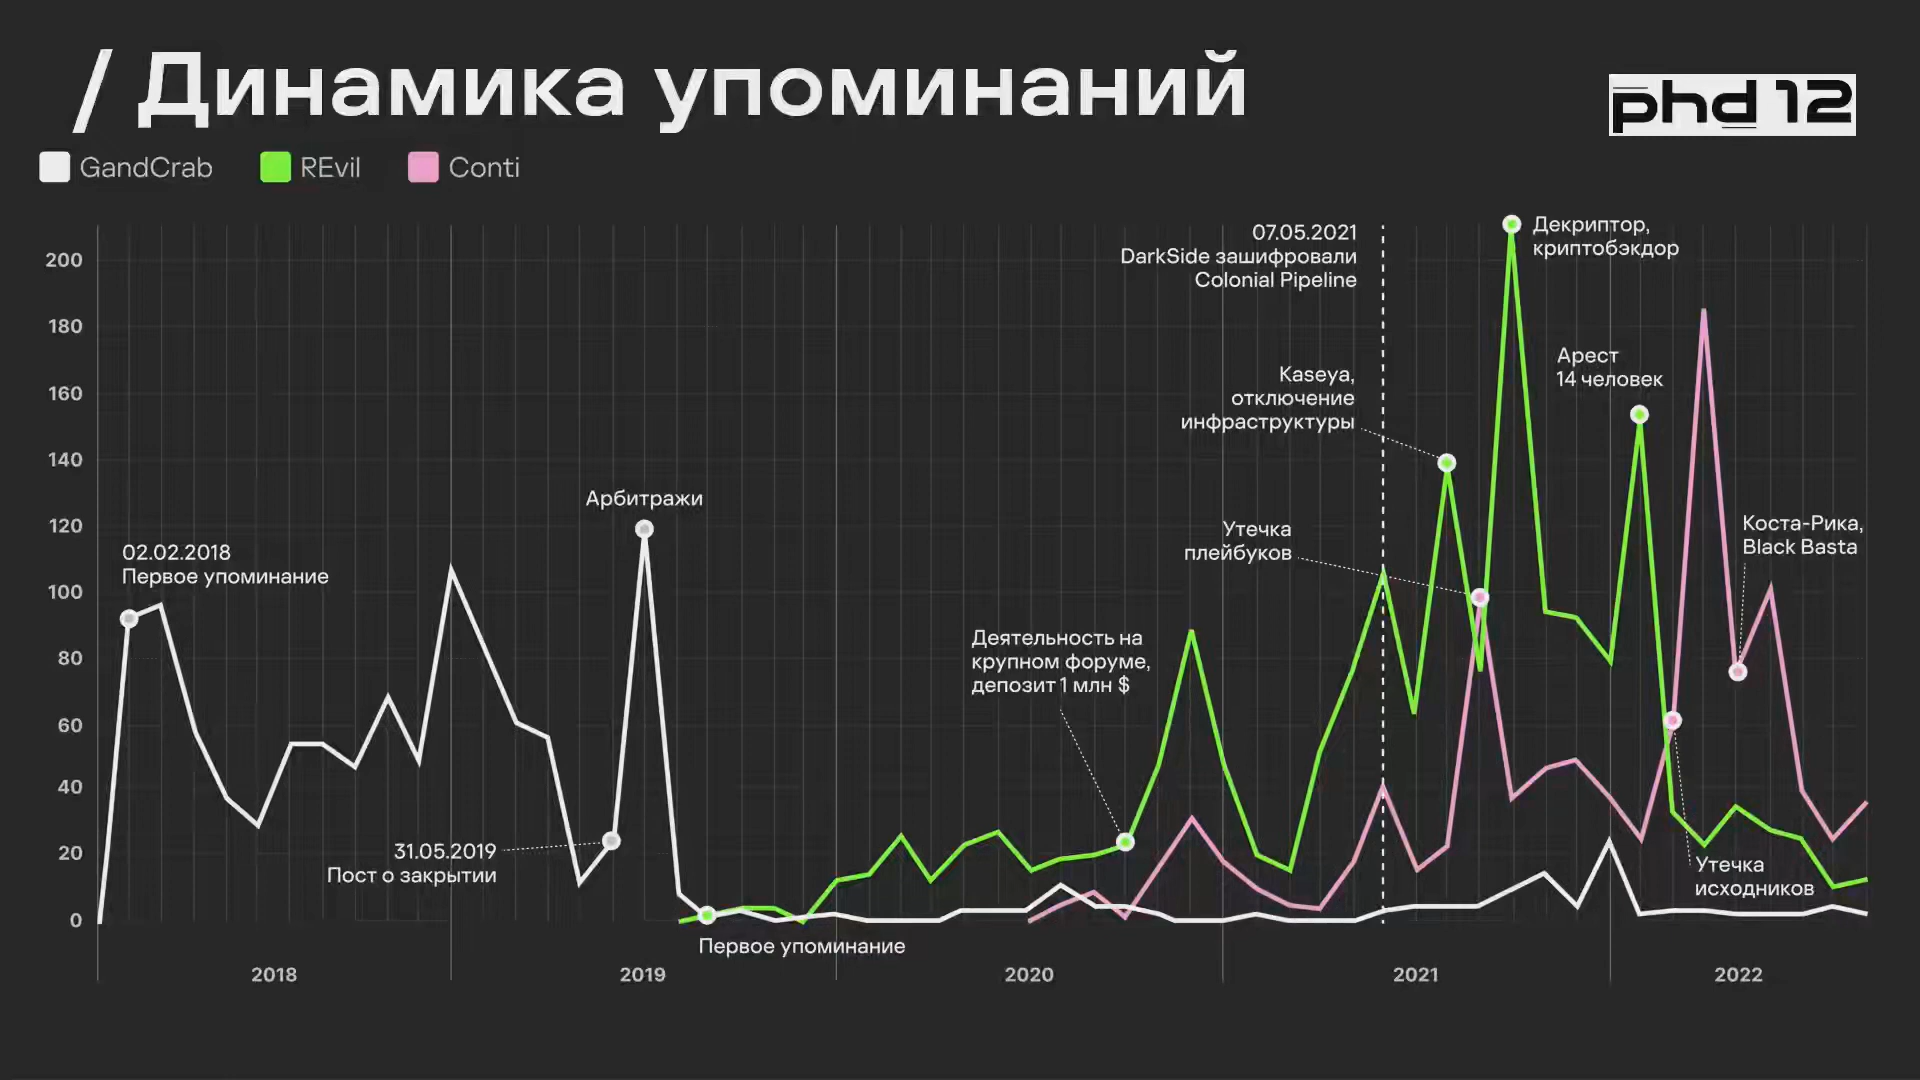 / Динамика упоминаний
phd 12
GandCrab
REvil
Conti
200
180
160
140
120
100
80
60
40
20
0
02.02.2018
Первое упоминание
31.05.2019
Пост о закрытии
Арбитражи
Первое упоминание
Деятельность на
крупном форуме,
депозит 1 млн $
07.05.2021
DarkSide зашифровали
Colonial Pipeline
Kaseya,
отключение
инфраструктуры
Утечка
плейбуков
Декриптор,
криптобэкдор
Арест
14 человек
Коста-Рика,
Black Basta
Утечка
исходников
2018
2019
2020
2021
2022